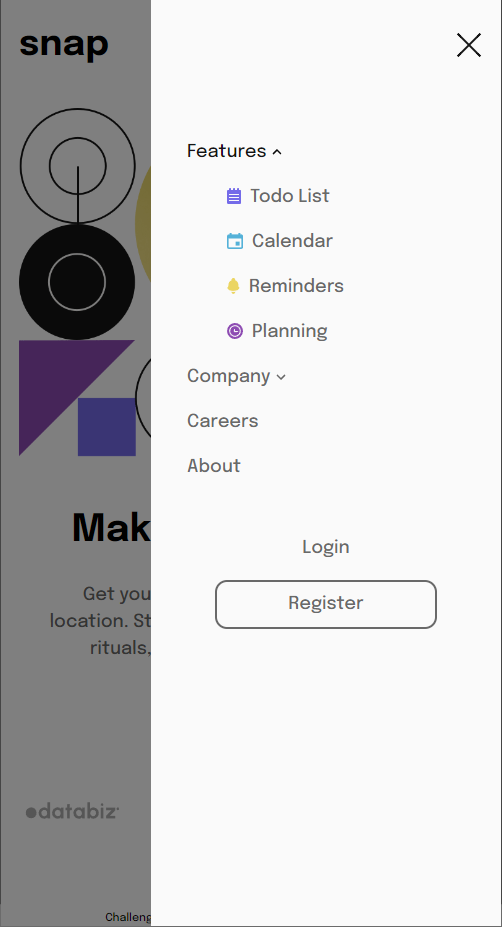 snap
Features
Todo List
Calendar
Reminders
Planning
Company
Careers
About
Login
Register
Mak
Get you
location. St
rituals,
databiz
Challeng